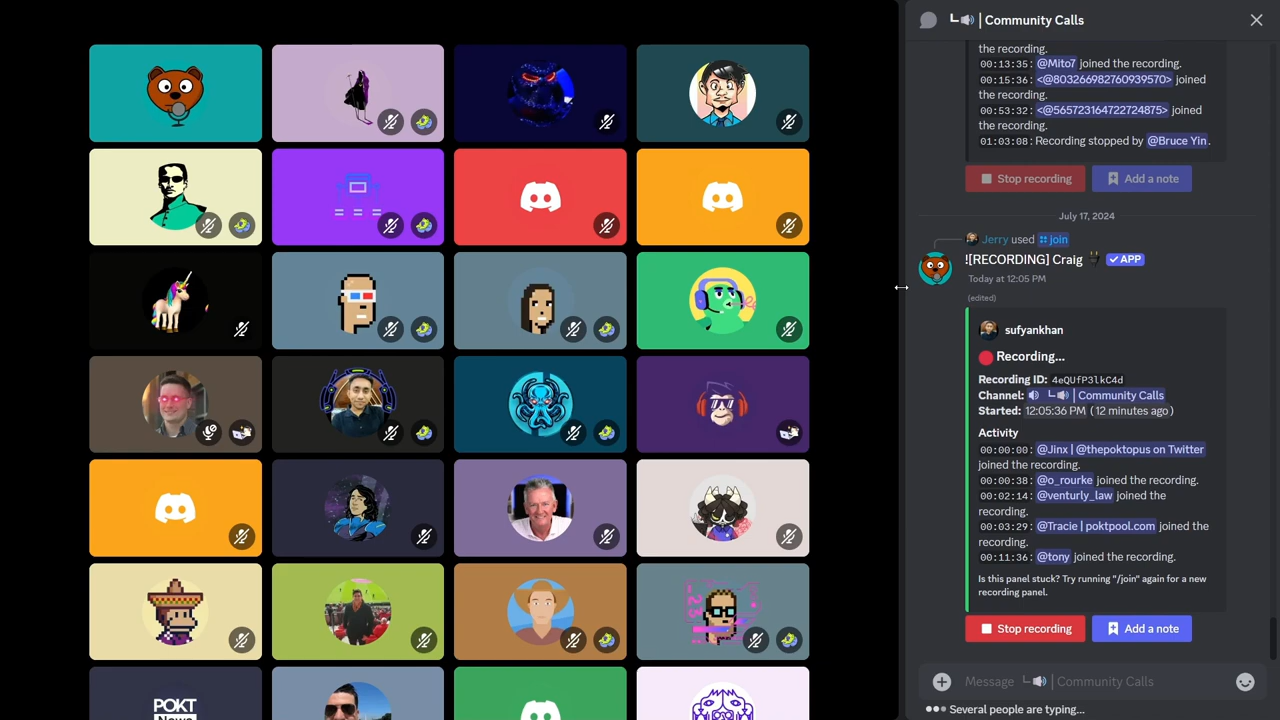 ┗🔊 | Community Calls
the recording.
00:13:35: @Mito7 joined the recording.
00:15:36: <@803266982760939570> joined
the recording.
00:53:32: <@565723164722724875> joined
the recording.
01:03:08: Recording stopped by @Bruce Yin.
Stop recording
Add a note
July 17, 2024
Jerry used join
![RECORDING] Craig APP
Today at 12:05 PM
(edited)
sufyankhan
Recording...
Recording ID: 4eQUfP3lkC4d
Channel: ┗🔊 | Community Calls
Started: 12:05:36 PM (12 minutes ago)
Activity
00:00:00: @Jinx | @thepoktopus on Twitter
joined the recording.
00:00:38: @o_rourke joined the recording.
00:02:14: @venturly_law joined the
recording.
00:03:29: @Tracie | poktpool.com joined the
recording.
00:11:36: @tony joined the recording.
Is this panel stuck? Try running "/join" again for a new
recording panel.
Stop recording
Add a note
Message ┗🔊 | Community Calls
Several people are typing...
POKT
News